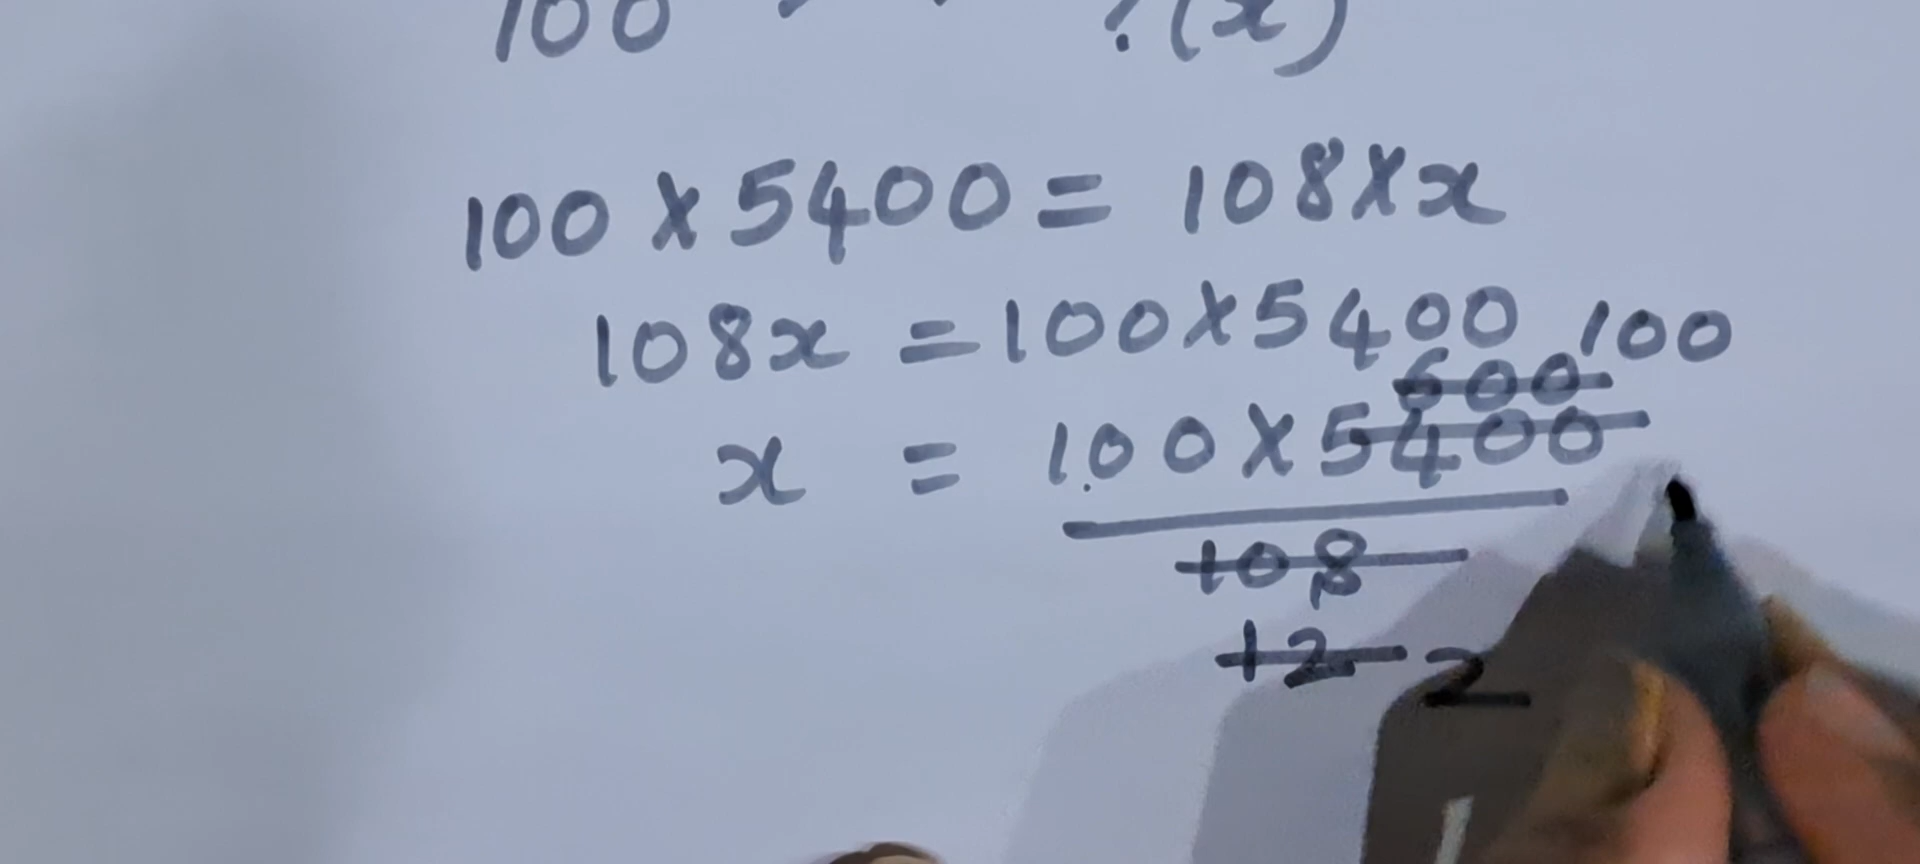 100 ?(x)
100 × 5400 = 108 × x
108x = 100 × 5400
600 100
x = 100 × 5400
108
12 2